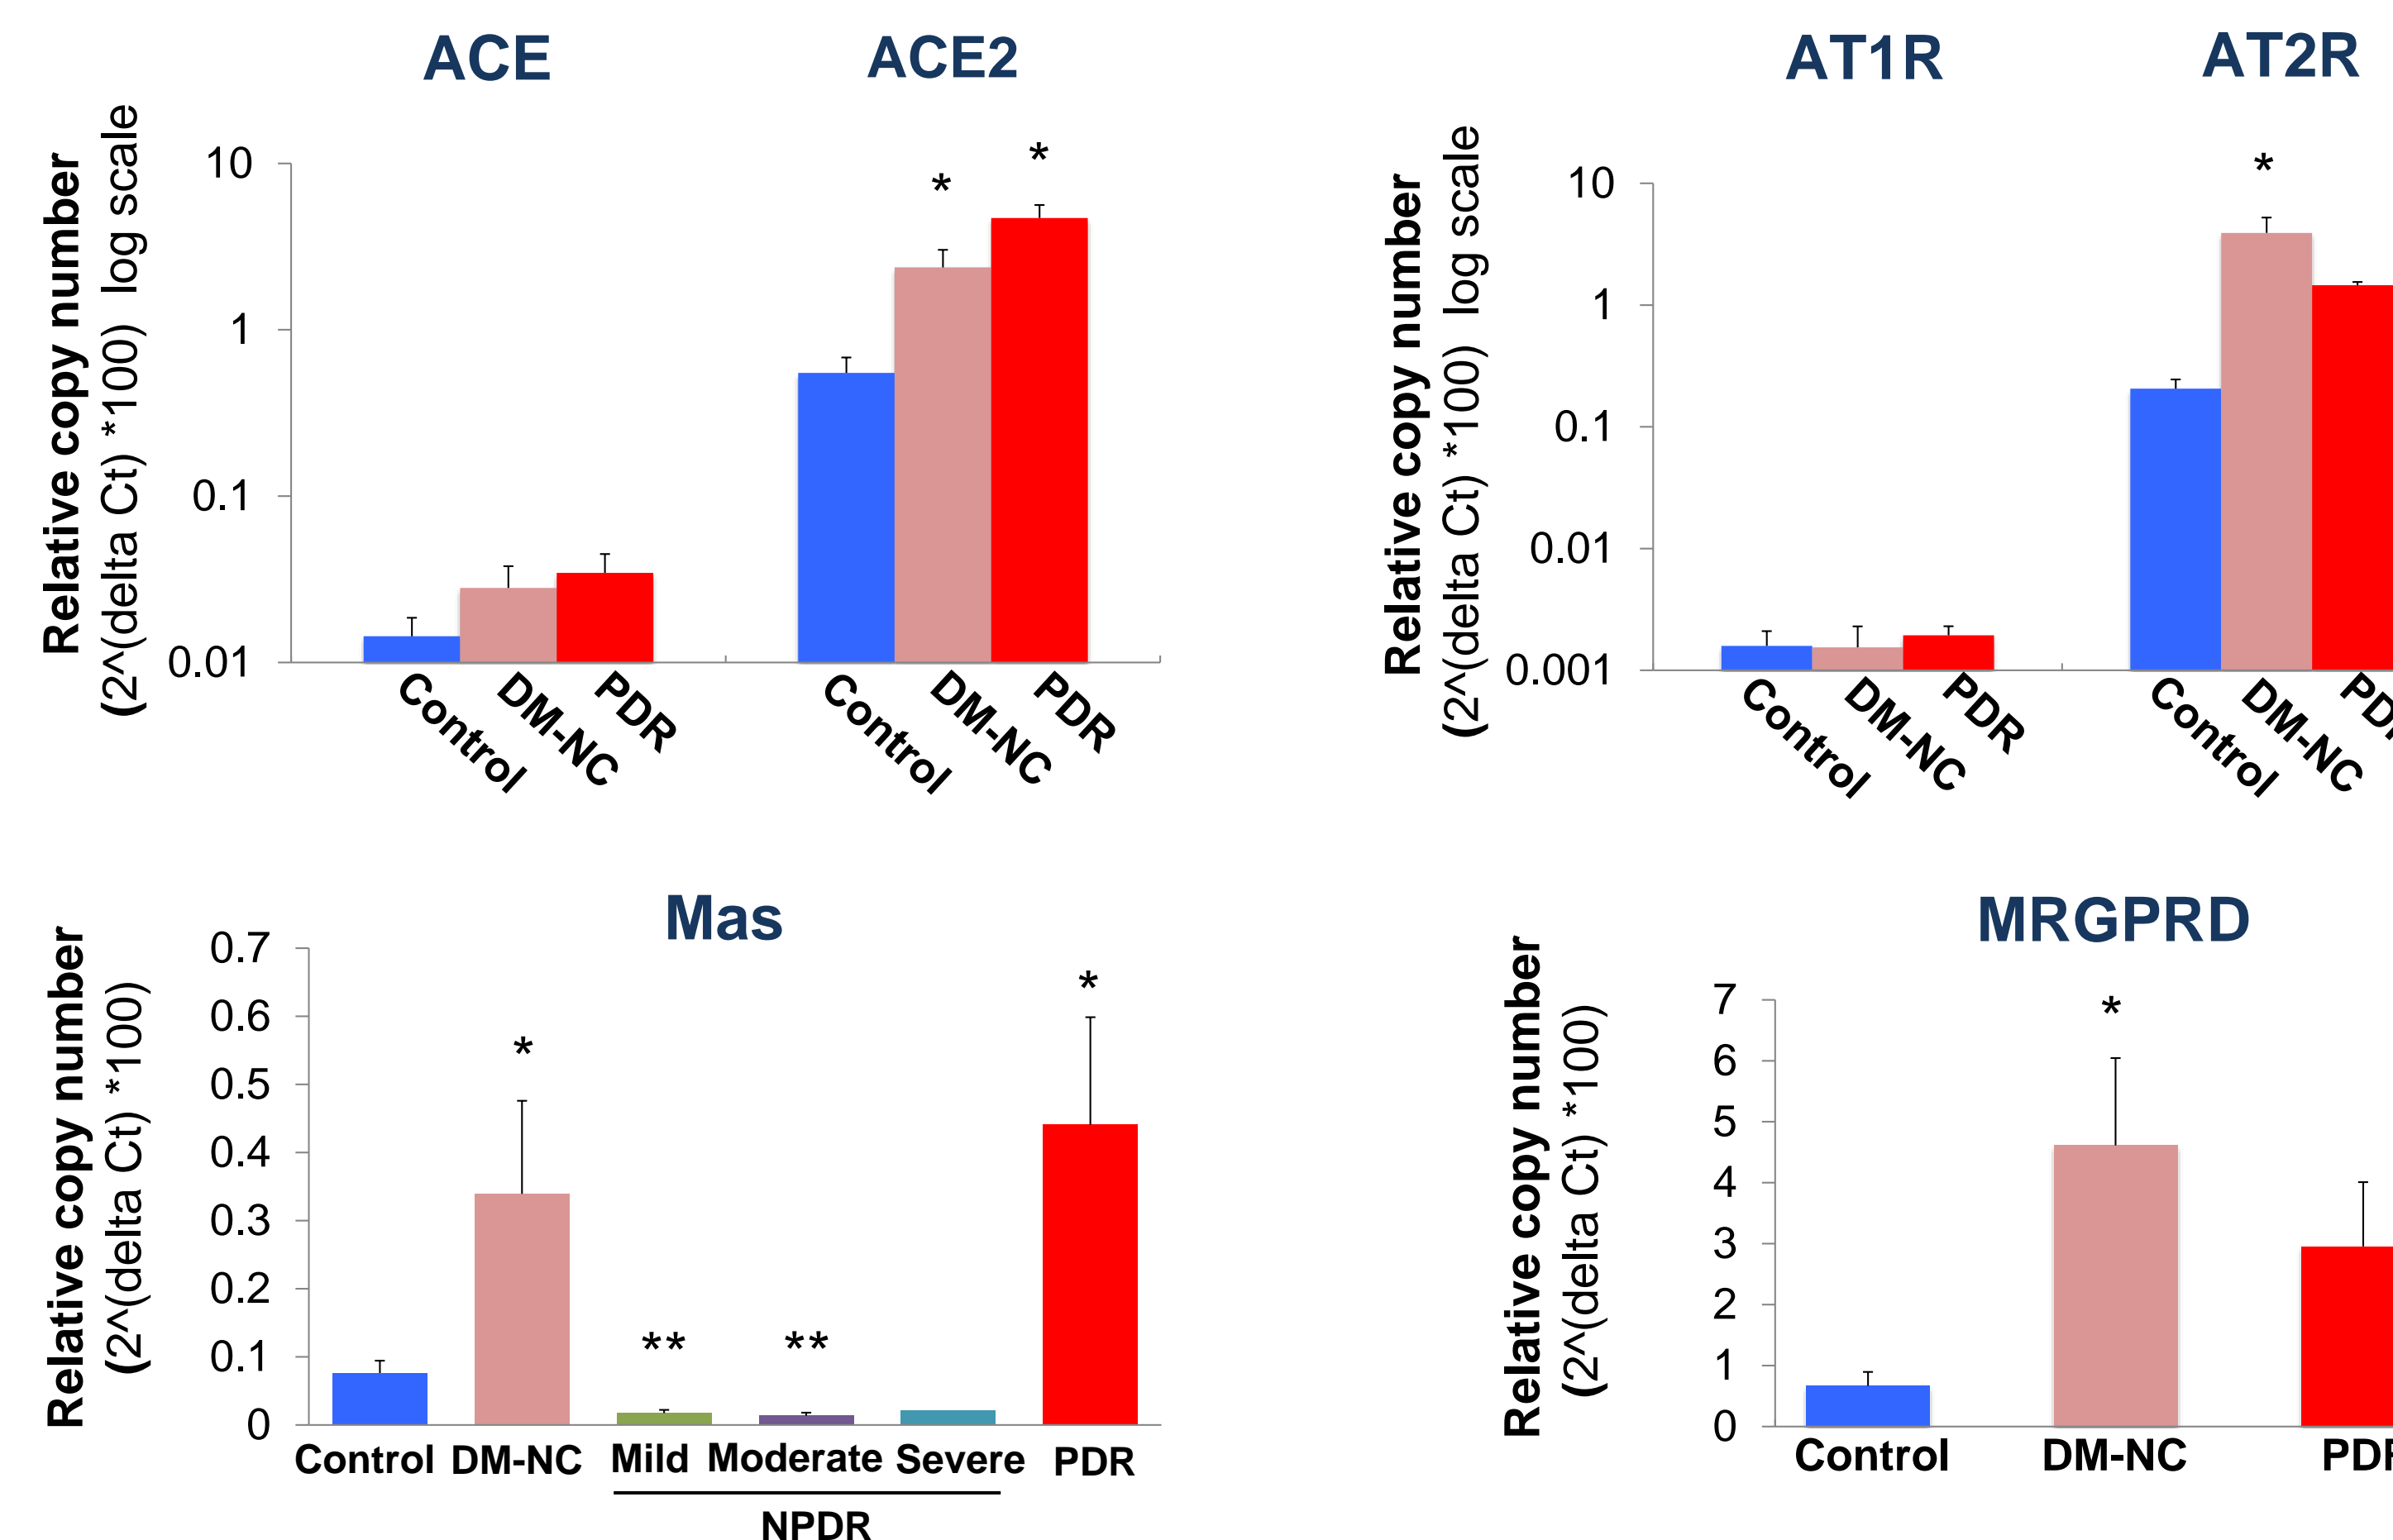 ACE
ACE2
Relative copy number
(2^(delta Ct) *100) log scale
10
1
0.1
0.01
*
*
Control
DM-NC
PDR
Control
DM-NC
PDR
AT1R
AT2R
Relative copy number
(2^(delta Ct) *100) log scale
10
1
0.1
0.01
0.001
*
Control
DM-NC
PDR
Control
DM-NC
PD
Mas
Relative copy number
(2^(delta Ct) *100)
0.7
0.6
0.5
0.4
0.3
0.2
0.1
0
*
**
**
*
Control DM-NC Mild Moderate Severe PDR
NPDR
MRGPRD
Relative copy number
(2^(delta Ct) *100)
7
6
5
4
3
2
1
0
*
Control DM-NC PD